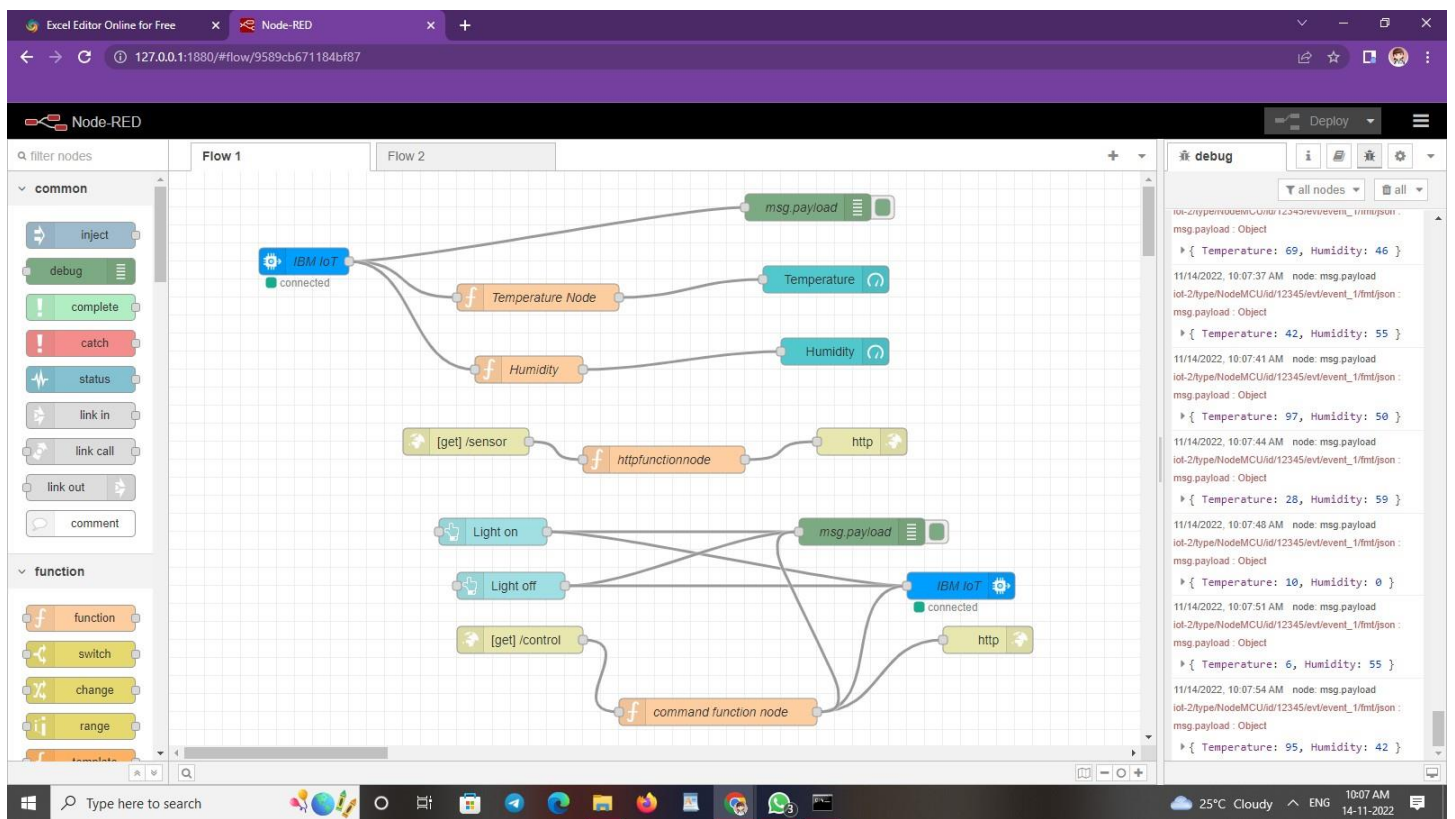 Excel Editor Online for Free
Node-RED
127.0.0.1:1880/#flow/9589cb671184bf87
Node-RED
Deploy
filter nodes
Flow 1
Flow 2
debug
i
all nodes
all
common
inject
debug
complete
catch
status
link in
link call
link out
comment
function
function
switch
change
range
template
IBM IoT
connected
msg.payload
Temperature Node
Temperature
Humidity
Humidity
[get] /sensor
httpfunctionnode
http
Light on
msg.payload
Light off
IBM IoT
connected
[get] /control
http
command function node
iot-2/type/NodeMCU/id/12345/evt/event_1/fmt/json :
msg.payload : Object
{ Temperature: 69, Humidity: 46 }
11/14/2022, 10:07:37 AM node: msg.payload
iot-2/type/NodeMCU/id/12345/evt/event_1/fmt/json :
msg.payload : Object
{ Temperature: 42, Humidity: 55 }
11/14/2022, 10:07:41 AM node: msg.payload
iot-2/type/NodeMCU/id/12345/evt/event_1/fmt/json :
msg.payload : Object
{ Temperature: 97, Humidity: 50 }
11/14/2022, 10:07:44 AM node: msg.payload
iot-2/type/NodeMCU/id/12345/evt/event_1/fmt/json :
msg.payload : Object
{ Temperature: 28, Humidity: 59 }
11/14/2022, 10:07:48 AM node: msg.payload
iot-2/type/NodeMCU/id/12345/evt/event_1/fmt/json :
msg.payload : Object
{ Temperature: 10, Humidity: 0 }
11/14/2022, 10:07:51 AM node: msg.payload
iot-2/type/NodeMCU/id/12345/evt/event_1/fmt/json :
msg.payload : Object
{ Temperature: 6, Humidity: 55 }
11/14/2022, 10:07:54 AM node: msg.payload
iot-2/type/NodeMCU/id/12345/evt/event_1/fmt/json :
msg.payload : Object
{ Temperature: 95, Humidity: 42 }
Type here to search
3
25°C Cloudy
ENG
10:07 AM
14-11-2022